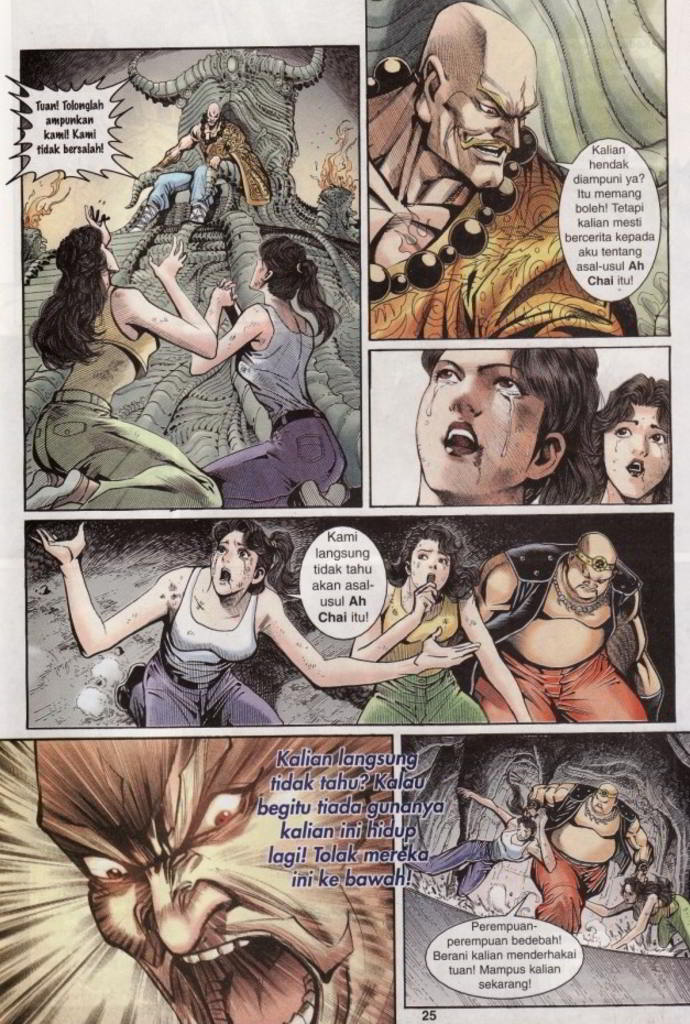 Tuan! Tolonglah
ampunkan
kami! Kami
tidak bersalah!
Kalian
hendak
diampuni ya?
Itu memang
boleh! Tetapi
kalian mesti
bercerita kepada
aku tentang
asal-usul Ah
Chai itu!
Kami
langsung
tidak tahu
akan asal-
usul Ah
Chai itu!
Kalian langsung
tidak tahu? Kalau
begitu tiada gunanya
kalian ini hidup
lagi! Tolak mereka
ini ke bawah!
Perempuan-
perempuan bedebah!
Berani kalian menderhakai
tuan! Mampus kalian
sekarang!
25